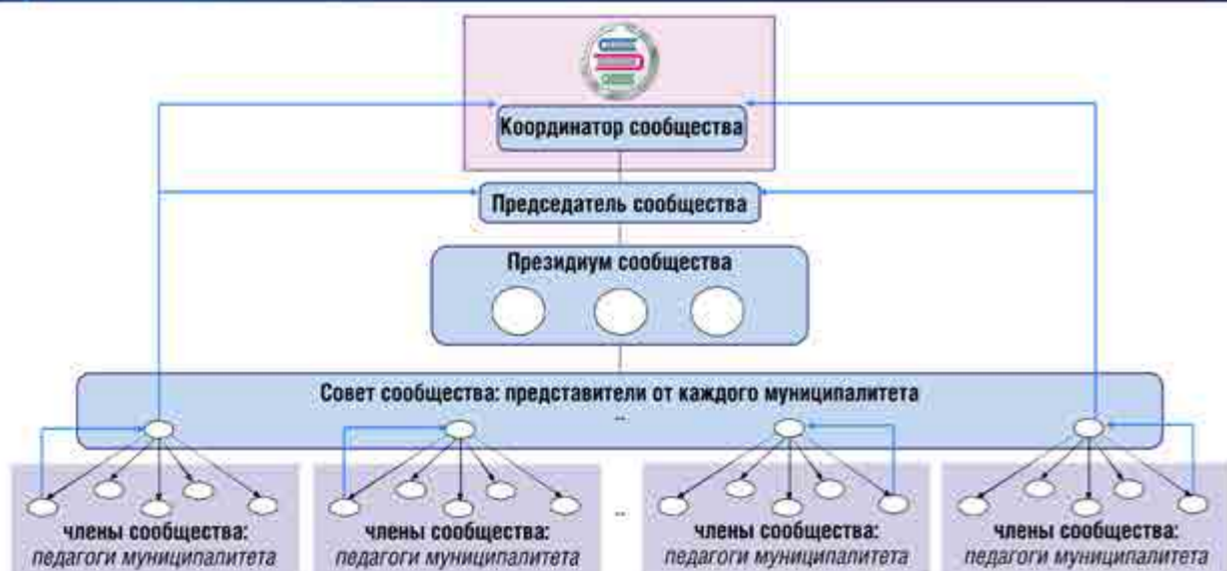 Координатор сообщества
Председатель сообщества
Президиум сообщества
Совет сообщества: представители от каждого муниципалитета
..
..
члены сообщества:
педагоги муниципалитета
члены сообщества:
педагоги муниципалитета
члены сообщества:
педагоги муниципалитета
члены сообщества:
педагоги муниципалитета